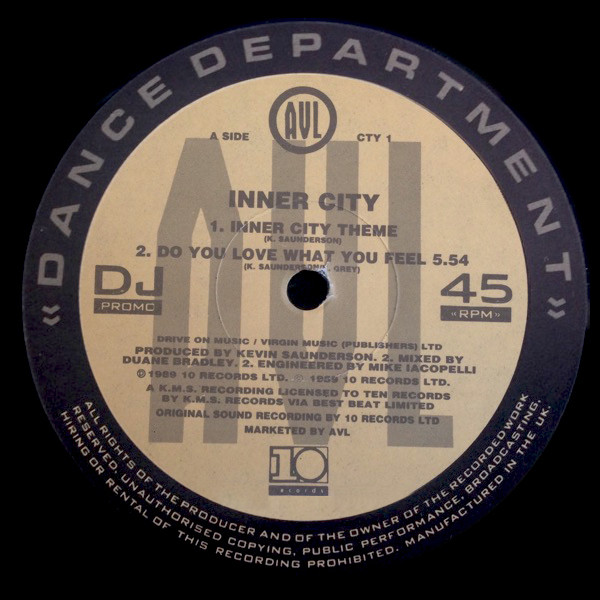 «DANCE DEPARTMENT»
AVL
A SIDE CTY 1
INNER CITY
1. INNER CITY THEME
(K. SAUNDERSON)
2. DO YOU LOVE WHAT YOU FEEL 5.54
(K. SAUNDERSON/ GREY)
DJ
PROMO
45
«RPM»
DRIVE ON MUSIC / VIRGIN MUSIC (PUBLISHERS) LTD
PRODUCED BY KEVIN SAUNDERSON. 2. MIXED BY
DUANE BRADLEY. 2. ENGINEERED BY MIKE IACOPELLI
℗ 1989 10 RECORDS LTD. © 1989 10 RECORDS LTD.
A K.M.S. RECORDING LICENSED TO TEN RECORDS
BY K.M.S. RECORDS VIA BEST BEAT LIMITED
ORIGINAL SOUND RECORDING BY 10 RECORDS LTD
MARKETED BY AVL
10
records
AVL
ALL RIGHTS OF THE PRODUCER AND OF THE OWNER OF THE RECORDED WORK
RESERVED. UNAUTHORISED COPYING, PUBLIC PERFORMANCE, BROADCASTING,
HIRING OR RENTAL OF THIS RECORDING PROHIBITED. MANUFACTURED IN THE UK.